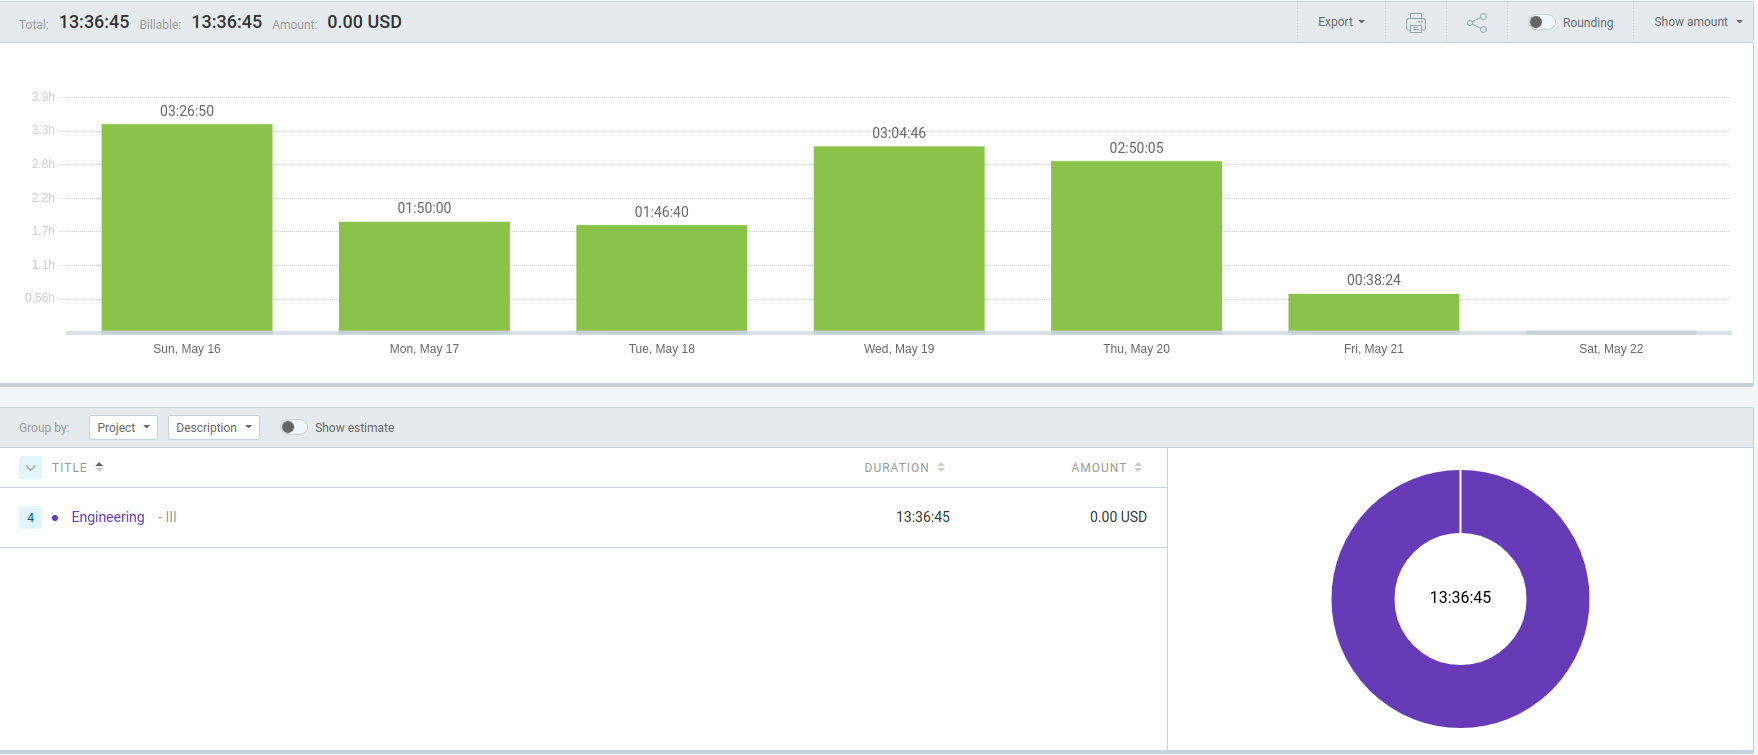 Total: 13:36:45 Billable: 13:36:45 Amount: 0.00 USD Export Rounding Show amount
3.9h
3.3h
2.8h
2.2h
1.7h
1.1h
0.56h
03:26:50
01:50:00
01:46:40
03:04:46
02:50:05
00:38:24
Sun, May 16 Mon, May 17 Tue, May 18 Wed, May 19 Thu, May 20 Fri, May 21 Sat, May 22
Group by: Project Description Show estimate
TITLE DURATION AMOUNT
4 Engineering - III 13:36:45 0.00 USD
13:36:45